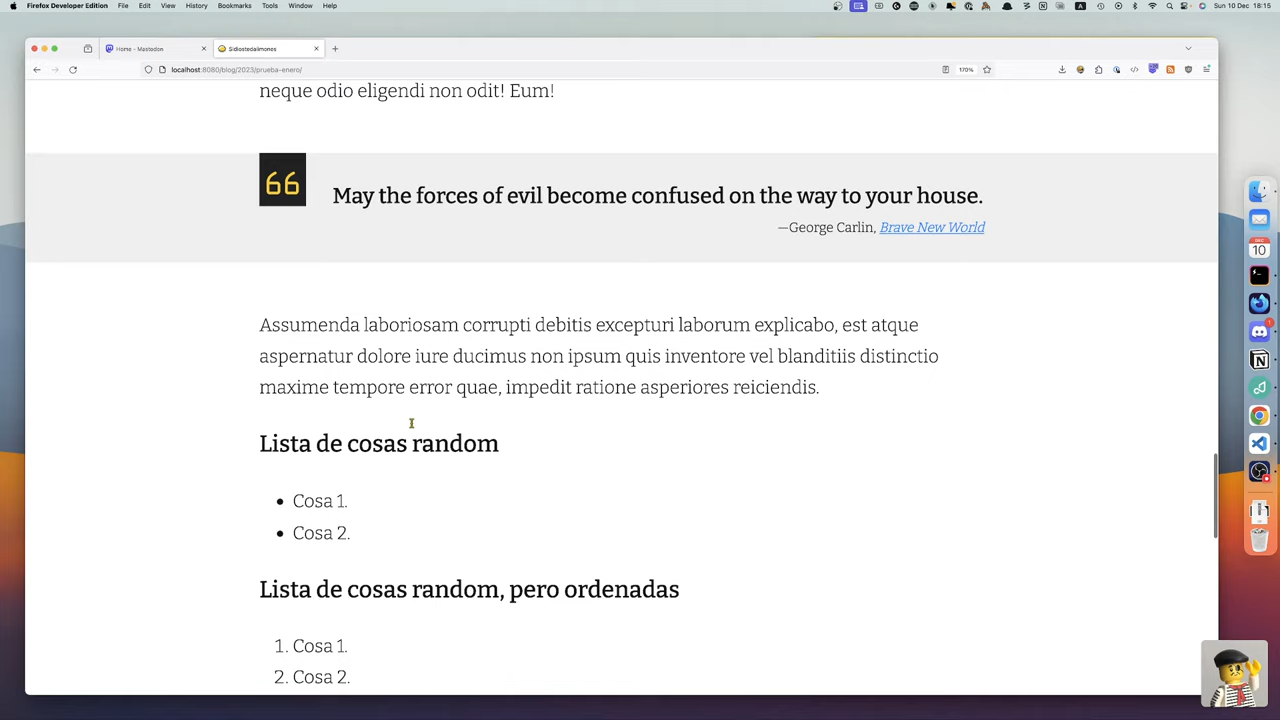 Firefox Developer Edition File Edit View History Bookmarks Tools Window Help
A
Sun 10 Dec 18:15
Home - Mastodon
Sidiostedalimones
localhost:8080/blog/2023/prueba-enero/
170%
neque odio eligendi non odit! Eum!
May the forces of evil become confused on the way to your house.
—George Carlin, Brave New World
Assumenda laboriosam corrupti debitis excepturi laborum explicabo, est atque
aspernatur dolore iure ducimus non ipsum quis inventore vel blanditiis distinctio
maxime tempore error quae, impedit ratione asperiores reiciendis.
Lista de cosas random
• Cosa 1.
• Cosa 2.
Lista de cosas random, pero ordenadas
1. Cosa 1.
2. Cosa 2.
DEC
10